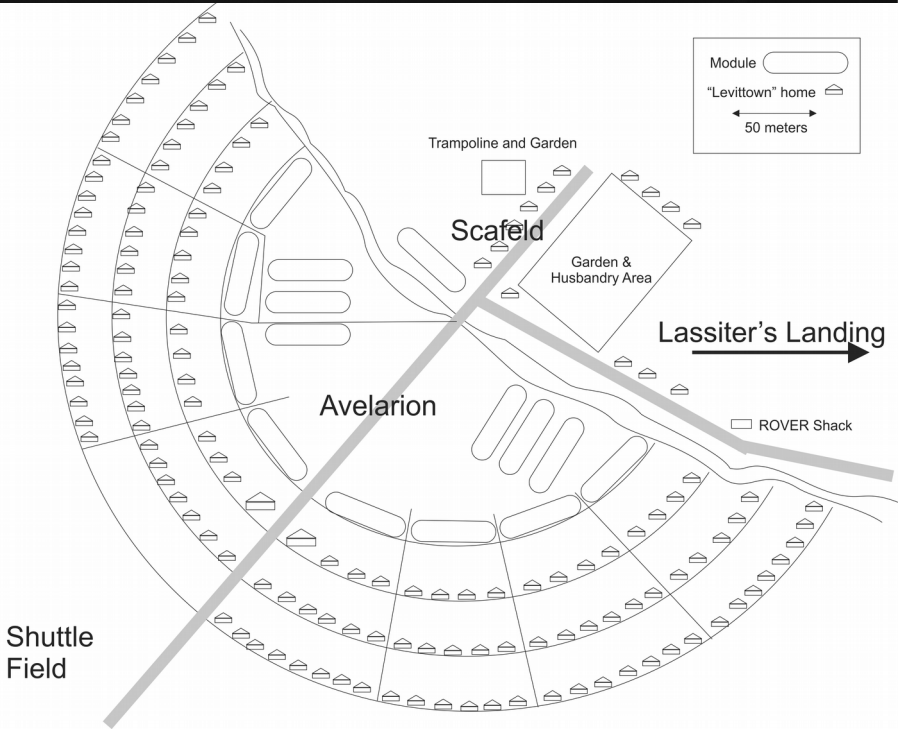 Module
“Levittown” home
50 meters
Trampoline and Garden
Scafeld
Garden &
Husbandry Area
Lassiter’s Landing
Avelarion
ROVER Shack
Shuttle
Field